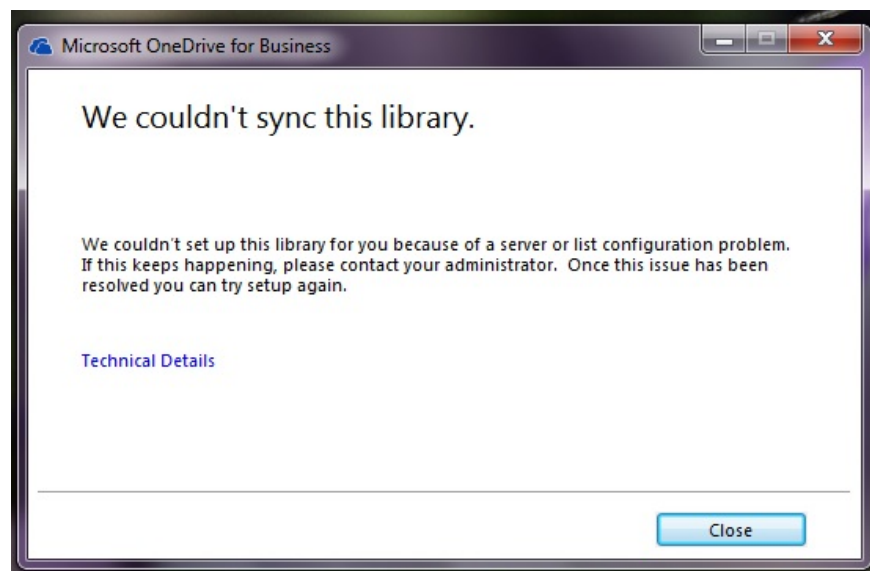 Microsoft OneDrive for Business
We couldn't sync this library.
We couldn't set up this library for you because of a server or list configuration problem.
If this keeps happening, please contact your administrator.  Once this issue has been
resolved you can try setup again.
Technical Details
Close